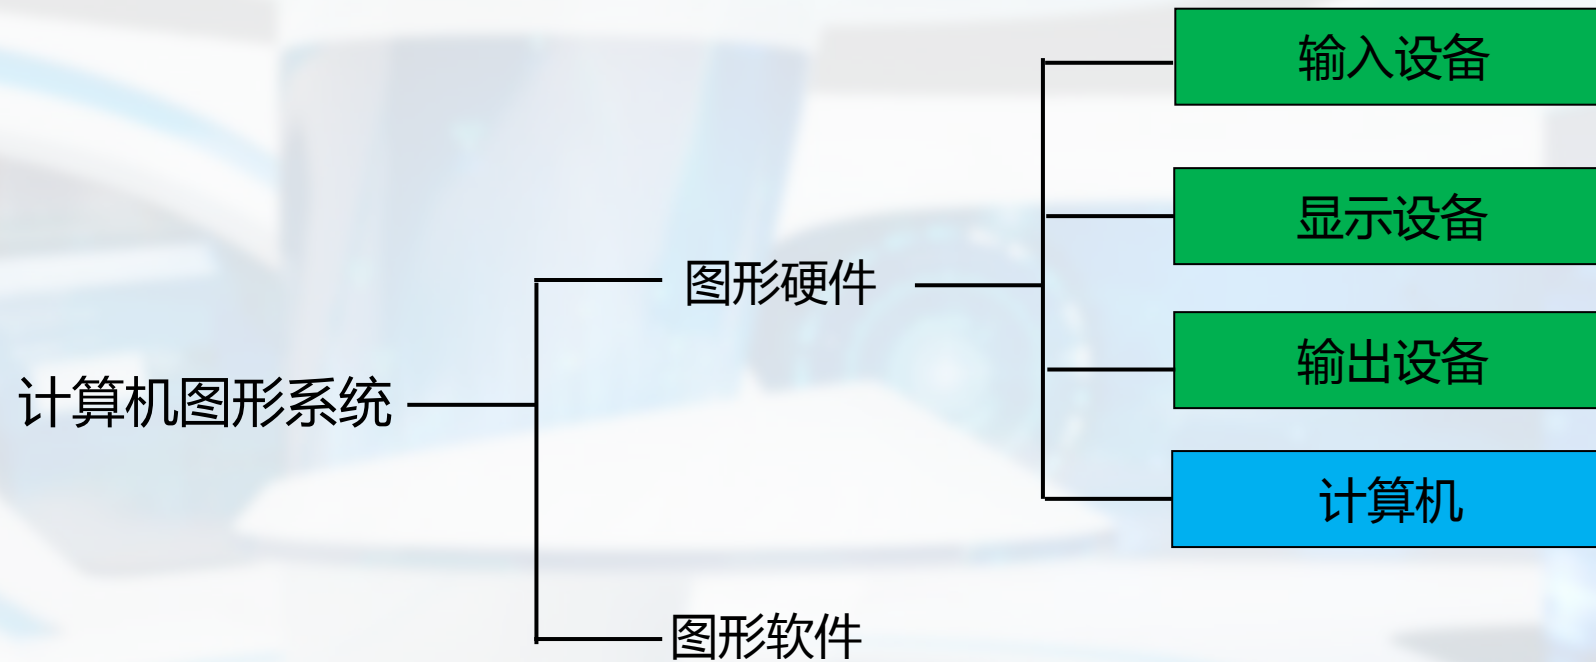 输入设备
显示设备
图形硬件
输出设备
计算机图形系统
计算机
图形软件